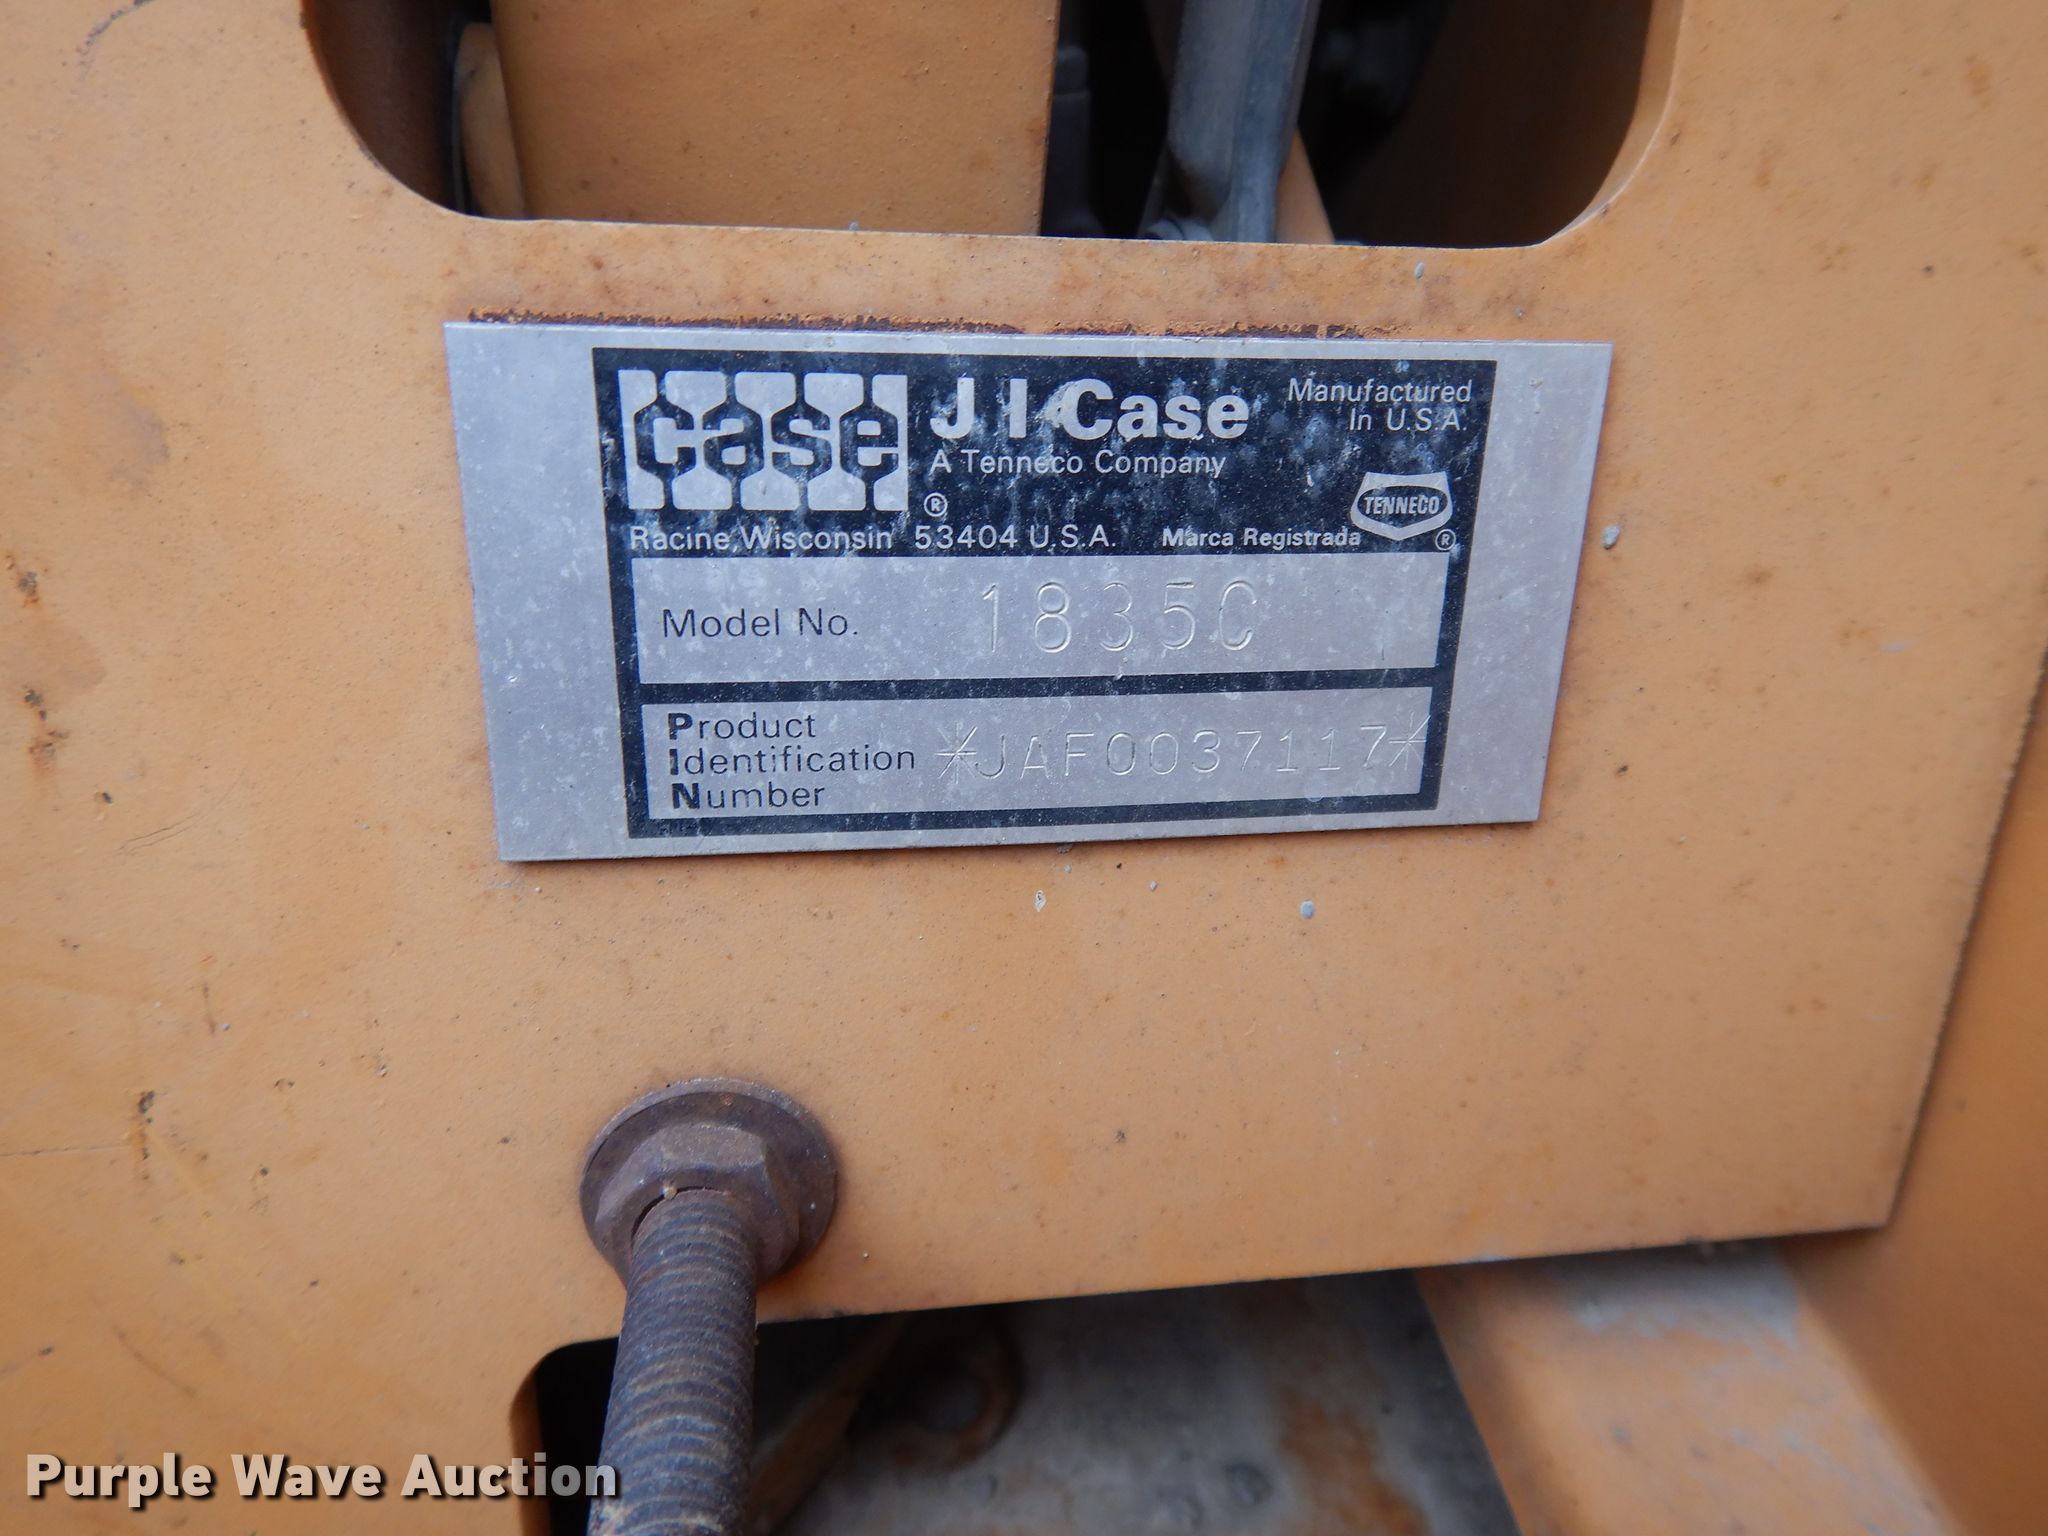 case
J I Case
Manufactured
In U.S.A.
A Tenneco Company
TENNECO
®
Racine, Wisconsin 53404 U.S.A.
Marca Registrada
®
Model No. 1835C
Product
Identification
Number
*JAF0037117*
Purple Wave Auction